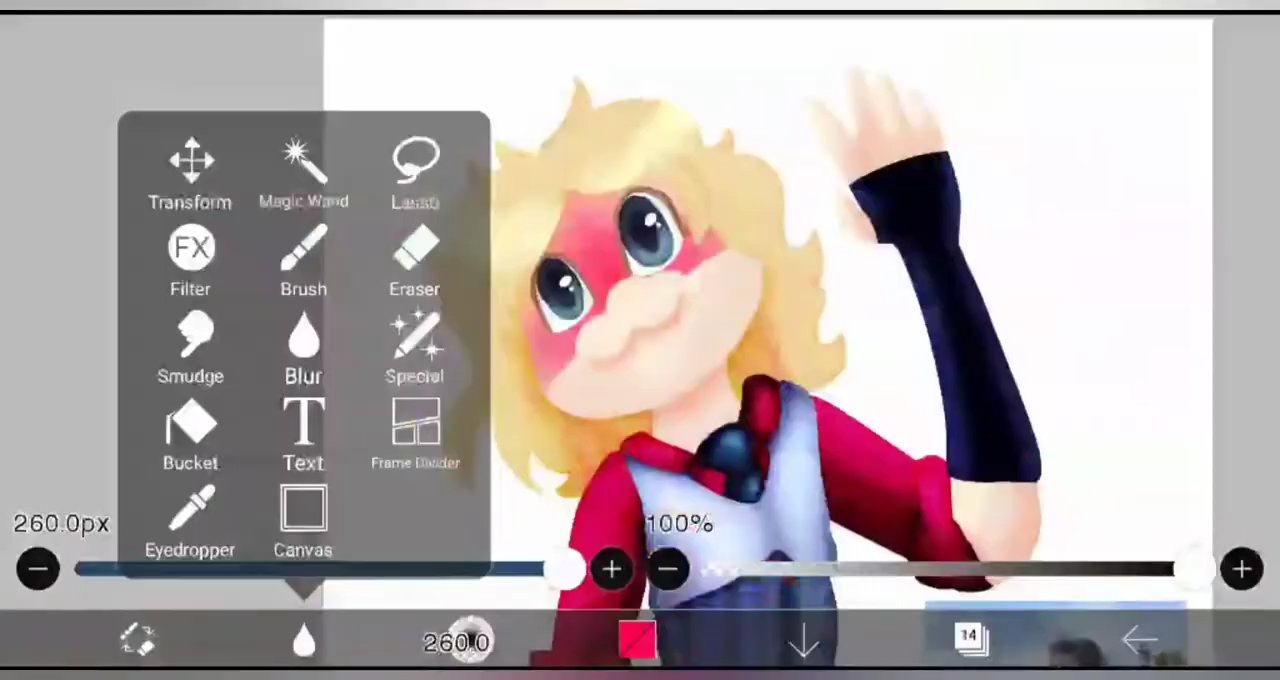 Transform Magic Wand Lasso
FX
Filter Brush Eraser
Smudge Blur Special
T
Bucket Text Frame Divider
260.0px 100%
Eyedropper Canvas
260.0 14